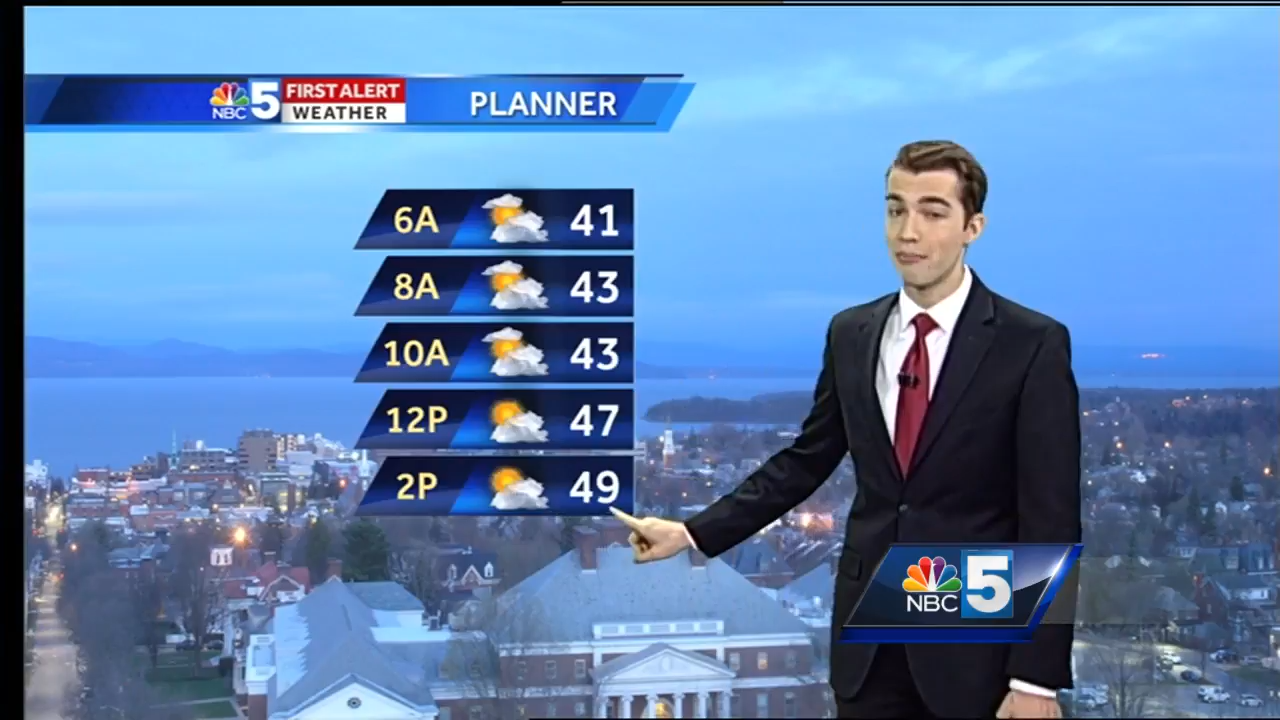 NBC 5 FIRST ALERT WEATHER PLANNER
6A 41
8A 43
10A 43
12P 47
2P 49
NBC 5